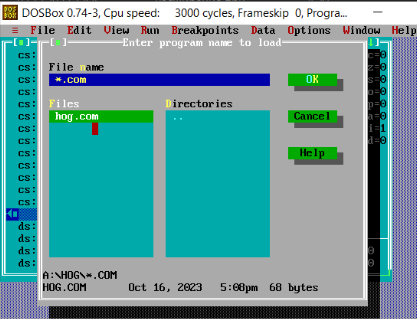 DOSBox 0.74-3, Cpu speed: 3000 cycles, Frameskip 0, Progra...
≡ File Edit View Run Breakpoints Data Options Window Help
Enter program name to load
File name
*.com
OK
Files
Directories
hog.com
..
Cancel
Help
cs:
cs:
cs:
cs:
cs:
cs:
cs:
cs:
cs:
cs:
cs:
ds:
ds:
ds:
A:\HOG\*.COM
HOG.COM Oct 16, 2023 5:08pm 68 bytes